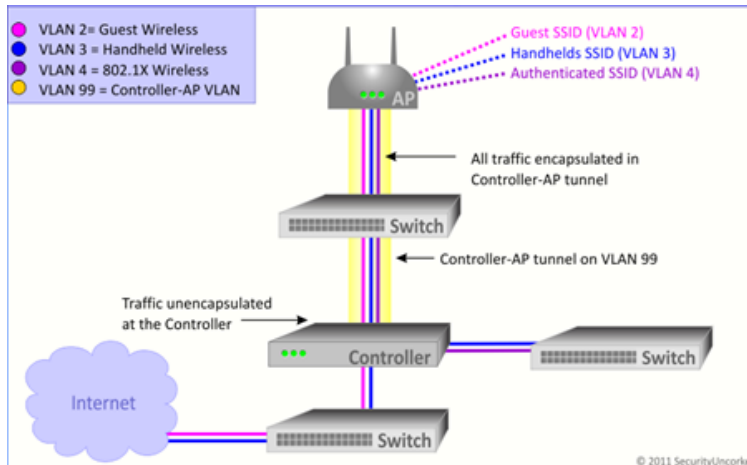 VLAN 2= Guest Wireless
VLAN 3 = Handheld Wireless
VLAN 4 = 802.1X Wireless
VLAN 99 = Controller-AP VLAN
Guest SSID (VLAN 2)
Handhelds SSID (VLAN 3)
Authenticated SSID (VLAN 4)
AP
All traffic encapsulated in
Controller-AP tunnel
Switch
Controller-AP tunnel on VLAN 99
Traffic unencapsulated
at the Controller
Controller
Switch
Internet
Switch
© 2011 SecurityUncork